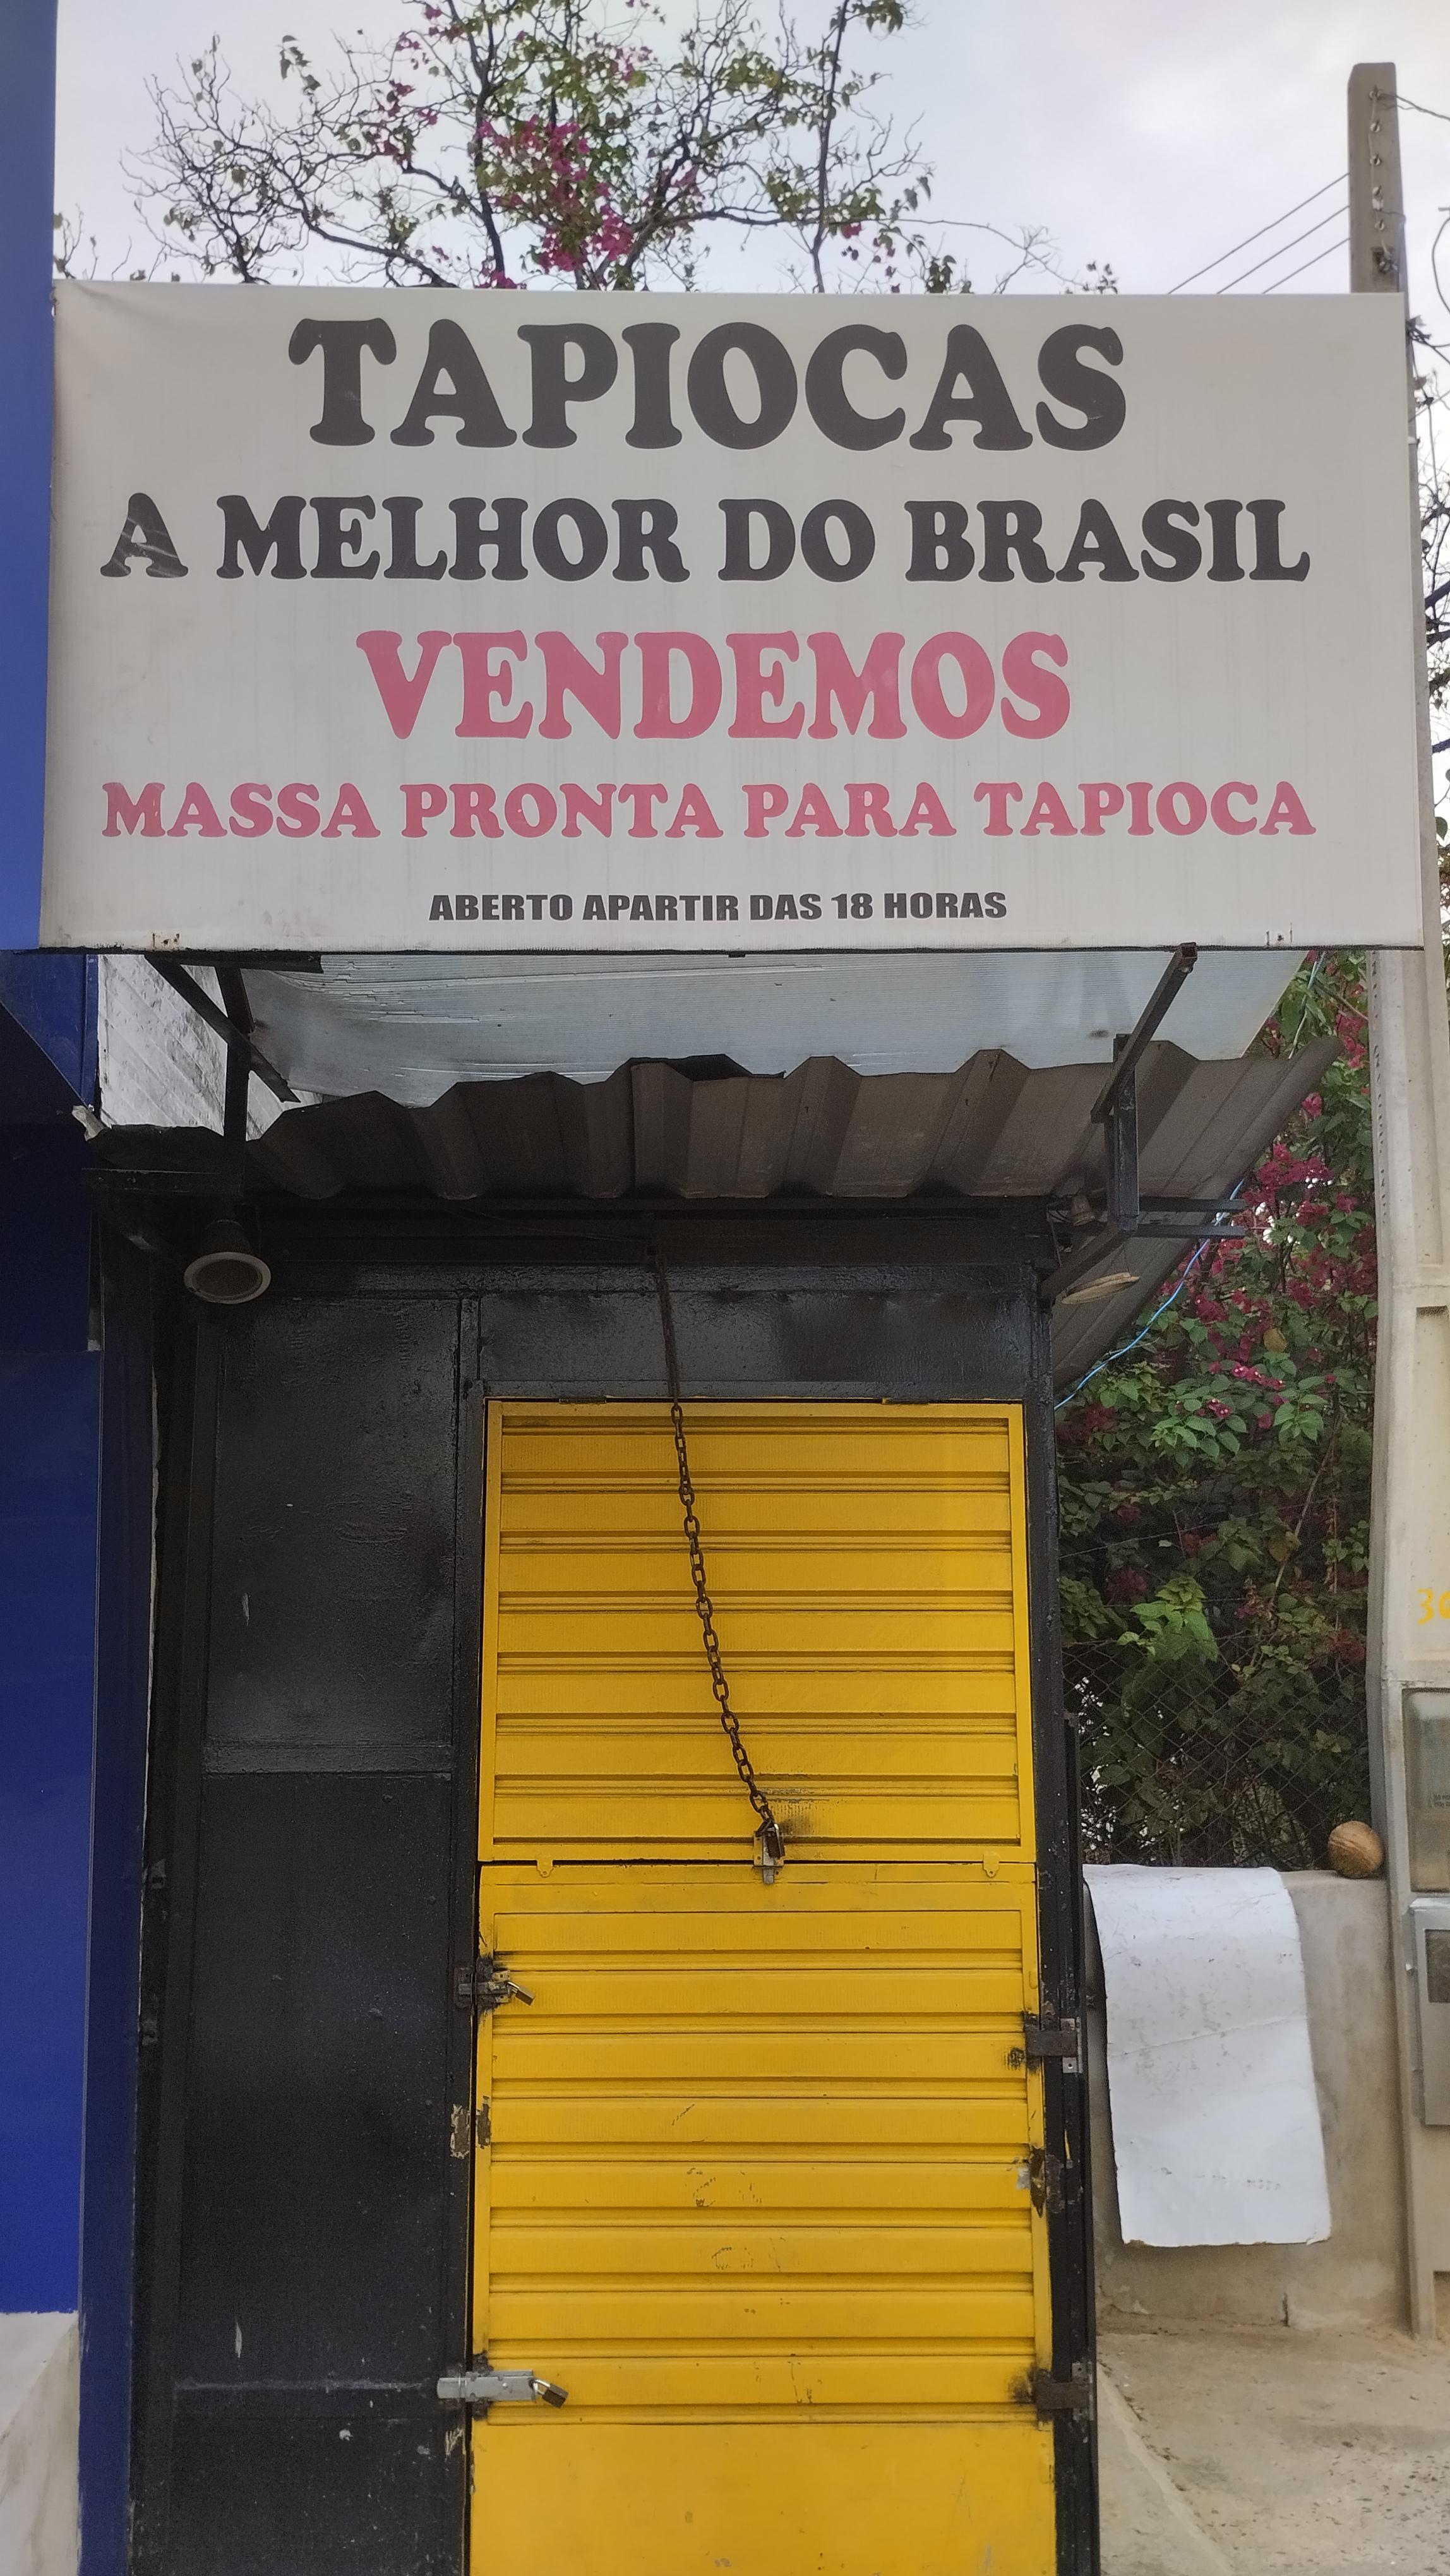 TAPIOCAS
A MELHOR DO BRASIL
VENDEMOS
MASSA PRONTA PARA TAPIOCA
ABERTO APARTIR DAS 18 HORAS